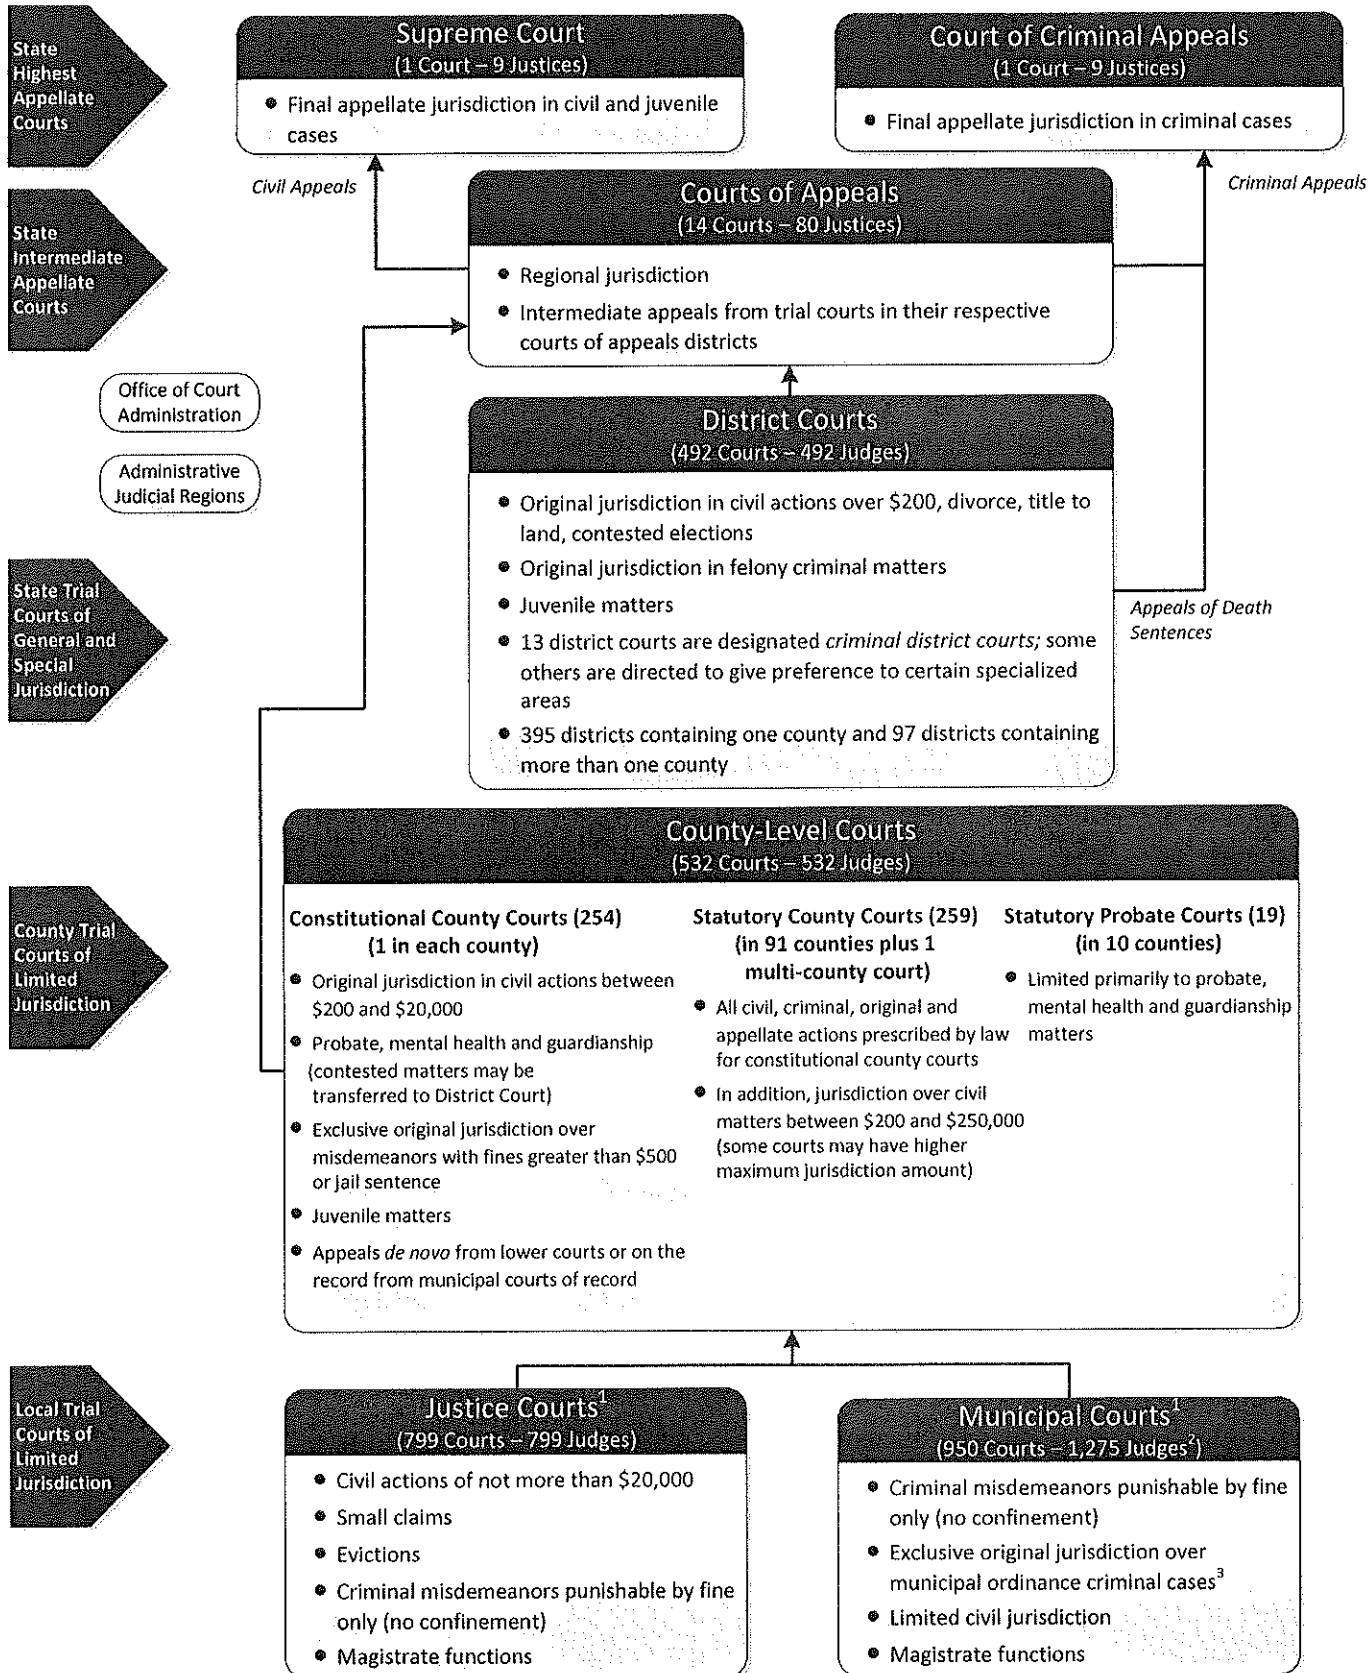 State
Highest
Appellate
Courts
Supreme Court
(1 Court – 9 Justices)
• Final appellate jurisdiction in civil and juvenile
cases
Court of Criminal Appeals
(1 Court – 9 Justices)
• Final appellate jurisdiction in criminal cases
Civil Appeals
Criminal Appeals
State
Intermediate
Appellate
Courts
Courts of Appeals
(14 Courts – 80 Justices)
• Regional jurisdiction
• Intermediate appeals from trial courts in their respective
courts of appeals districts
Office of Court
Administration
Administrative
Judicial Regions
State Trial
Courts of
General and
Special
Jurisdiction
District Courts
(492 Courts – 492 Judges)
• Original jurisdiction in civil actions over $200, divorce, title to
land, contested elections
• Original jurisdiction in felony criminal matters
• Juvenile matters
• 13 district courts are designated criminal district courts; some
others are directed to give preference to certain specialized
areas
• 395 districts containing one county and 97 districts containing
more than one county
Appeals of Death
Sentences
County Trial
Courts of
Limited
Jurisdiction
County-Level Courts
(532 Courts – 532 Judges)
Constitutional County Courts (254)
(1 in each county)
• Original jurisdiction in civil actions between
$200 and $20,000
• Probate, mental health and guardianship
(contested matters may be
transferred to District Court)
• Exclusive original jurisdiction over
misdemeanors with fines greater than $500
or jail sentence
• Juvenile matters
• Appeals de novo from lower courts or on the
record from municipal courts of record
Statutory County Courts (259)
(in 91 counties plus 1
multi-county court)
• All civil, criminal, original and
appellate actions prescribed by law
for constitutional county courts
• In addition, jurisdiction over civil
matters between $200 and $250,000
(some courts may have higher
maximum jurisdiction amount)
Statutory Probate Courts (19)
(in 10 counties)
• Limited primarily to probate,
mental health and guardianship
matters
Local Trial
Courts of
Limited
Jurisdiction
Justice Courts¹
(799 Courts – 799 Judges)
• Civil actions of not more than $20,000
• Small claims
• Evictions
• Criminal misdemeanors punishable by fine
only (no confinement)
• Magistrate functions
Municipal Courts¹
(950 Courts – 1,275 Judges²)
• Criminal misdemeanors punishable by fine
only (no confinement)
• Exclusive original jurisdiction over
municipal ordinance criminal cases³
• Limited civil jurisdiction
• Magistrate functions